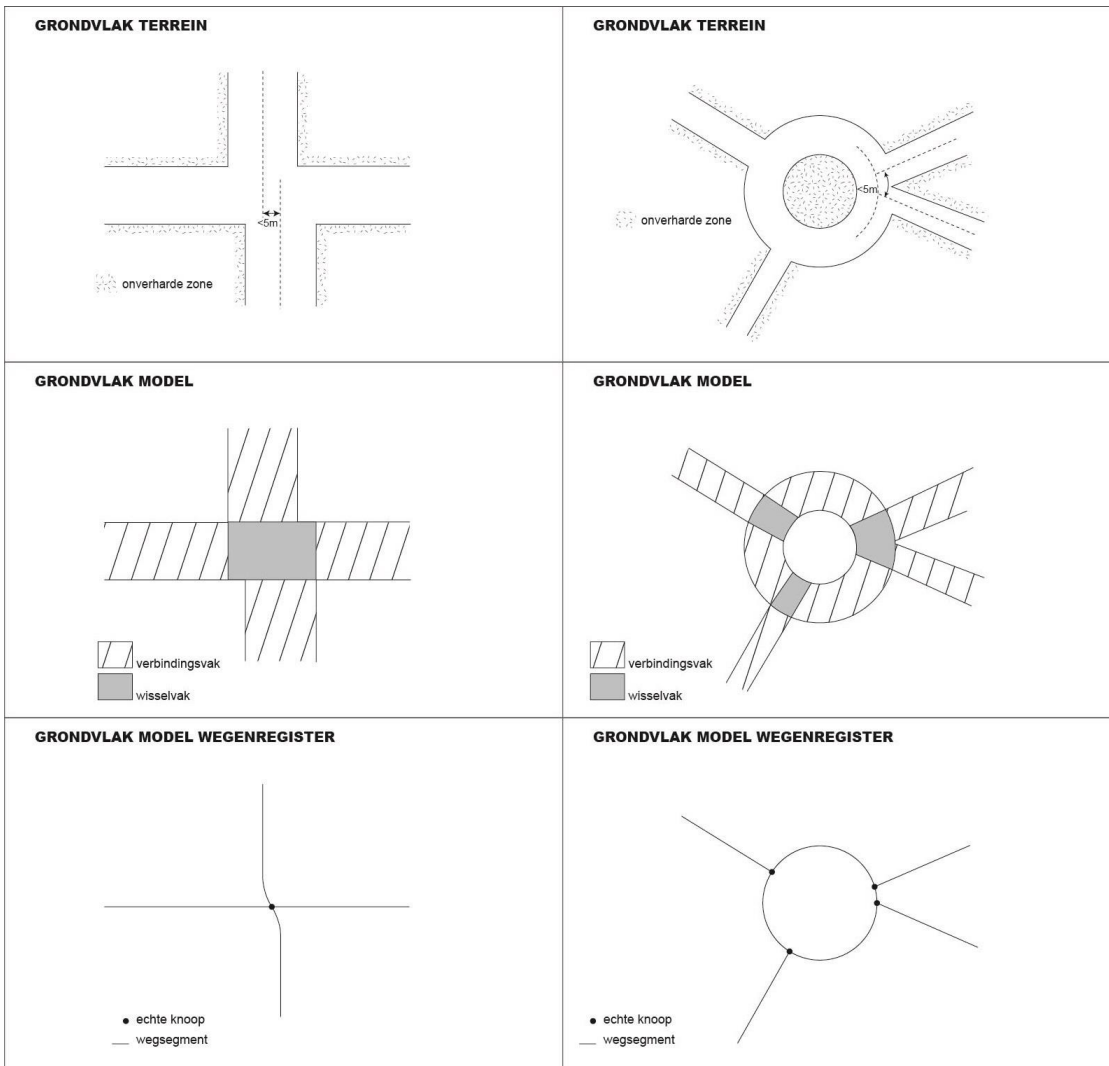 GRONDVLAK TERREIN
<5m
onverharde zone
GRONDVLAK TERREIN
<5m
onverharde zone
GRONDVLAK MODEL
verbindingsvak
wisselvak
GRONDVLAK MODEL
verbindingsvak
wisselvak
GRONDVLAK MODEL WEGENREGISTER
echte knoop
wegsegment
GRONDVLAK MODEL WEGENREGISTER
echte knoop
wegsegment